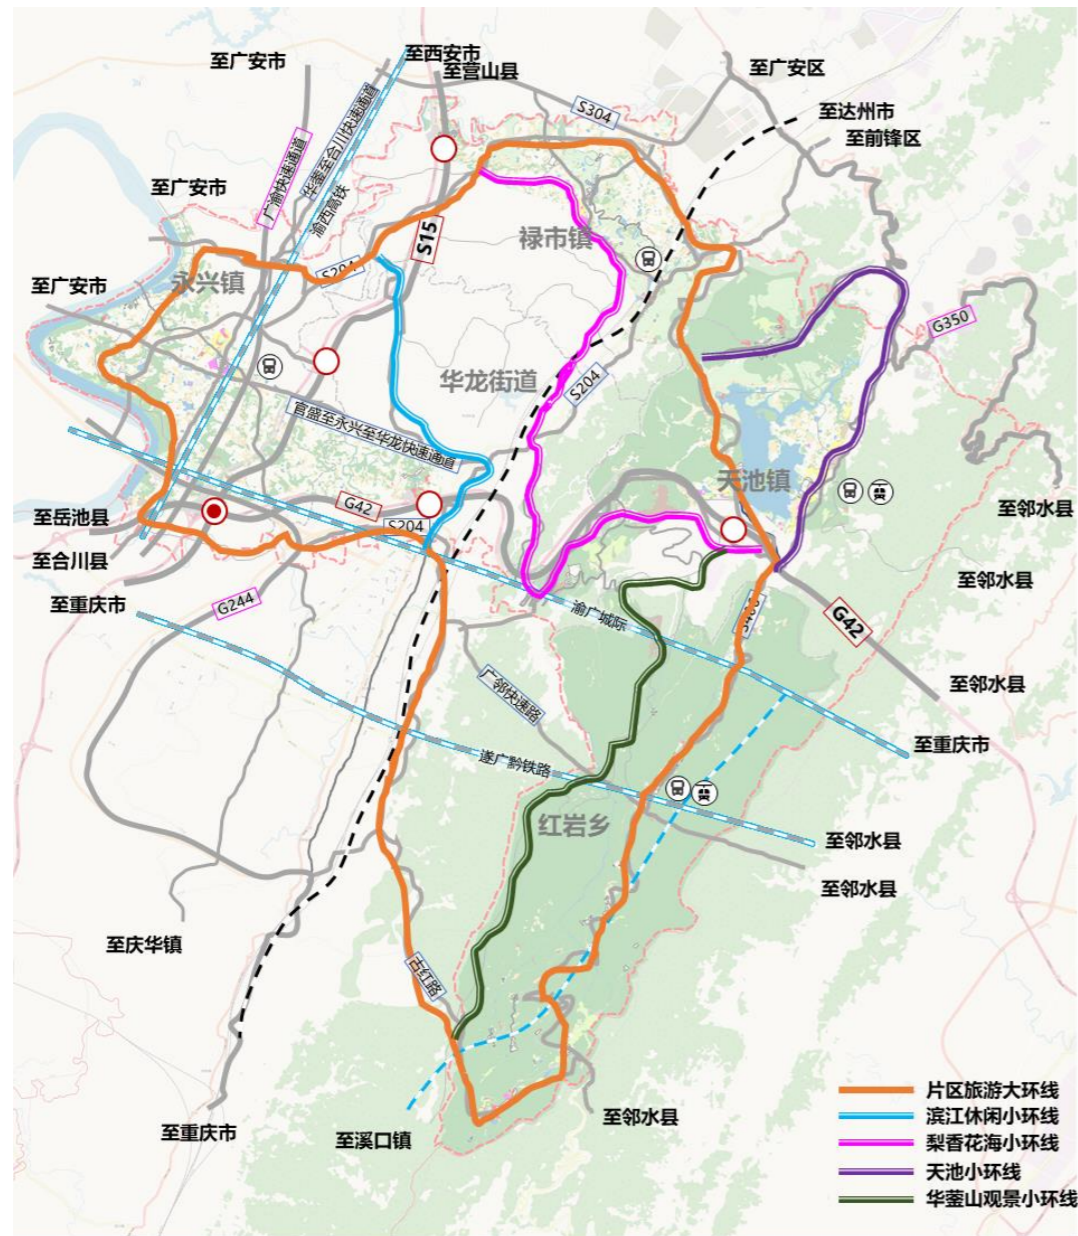 至西安市
至广安市
至营山县
至广安区
华蓥至合川快速通道
S304
至达州市
至前锋区
广渝快速通道
至广安市
渝西高铁
S15
禄市镇
S204
永兴镇
至广安市
G350
华龙街道
S204
官盛至永兴至华龙快速通道
天池镇
G42
至岳池县
S204
至邻水县
至合川县
至邻水县
至重庆市
G244
渝广城际
G42
广邻快速路
至邻水县
至重庆市
遂广黔铁路
红岩乡
至邻水县
至邻水县
至庆华镇
古红路
至重庆市
至溪口镇
至邻水县
片区旅游大环线
滨江休闲小环线
梨香花海小环线
天池小环线
华蓥山观景小环线